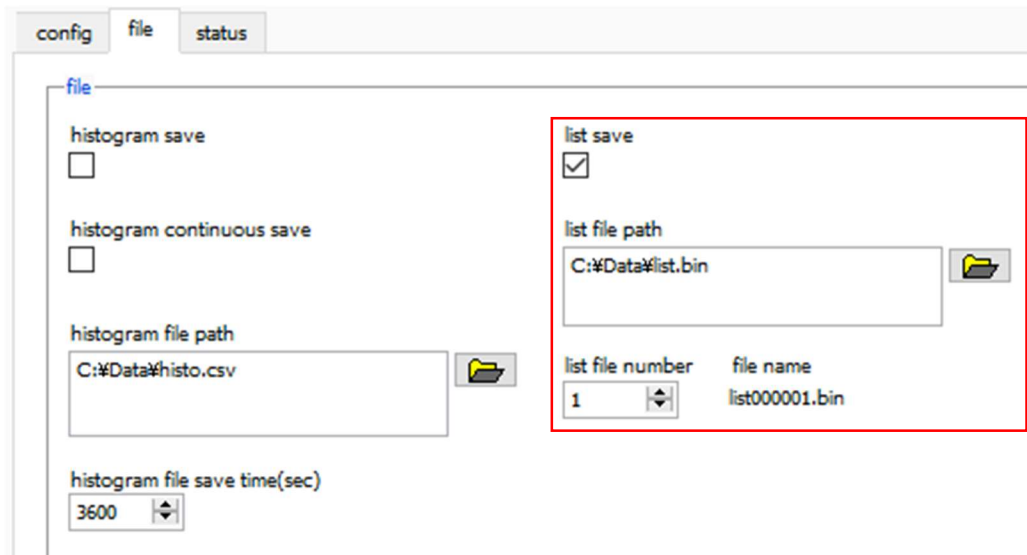 config file status
file
histogram save
histogram continuous save
histogram file path
C:¥Data¥histo.csv
histogram file save time(sec)
3600
list save
list file path
C:¥Data¥list.bin
list file number file name
1 list000001.bin